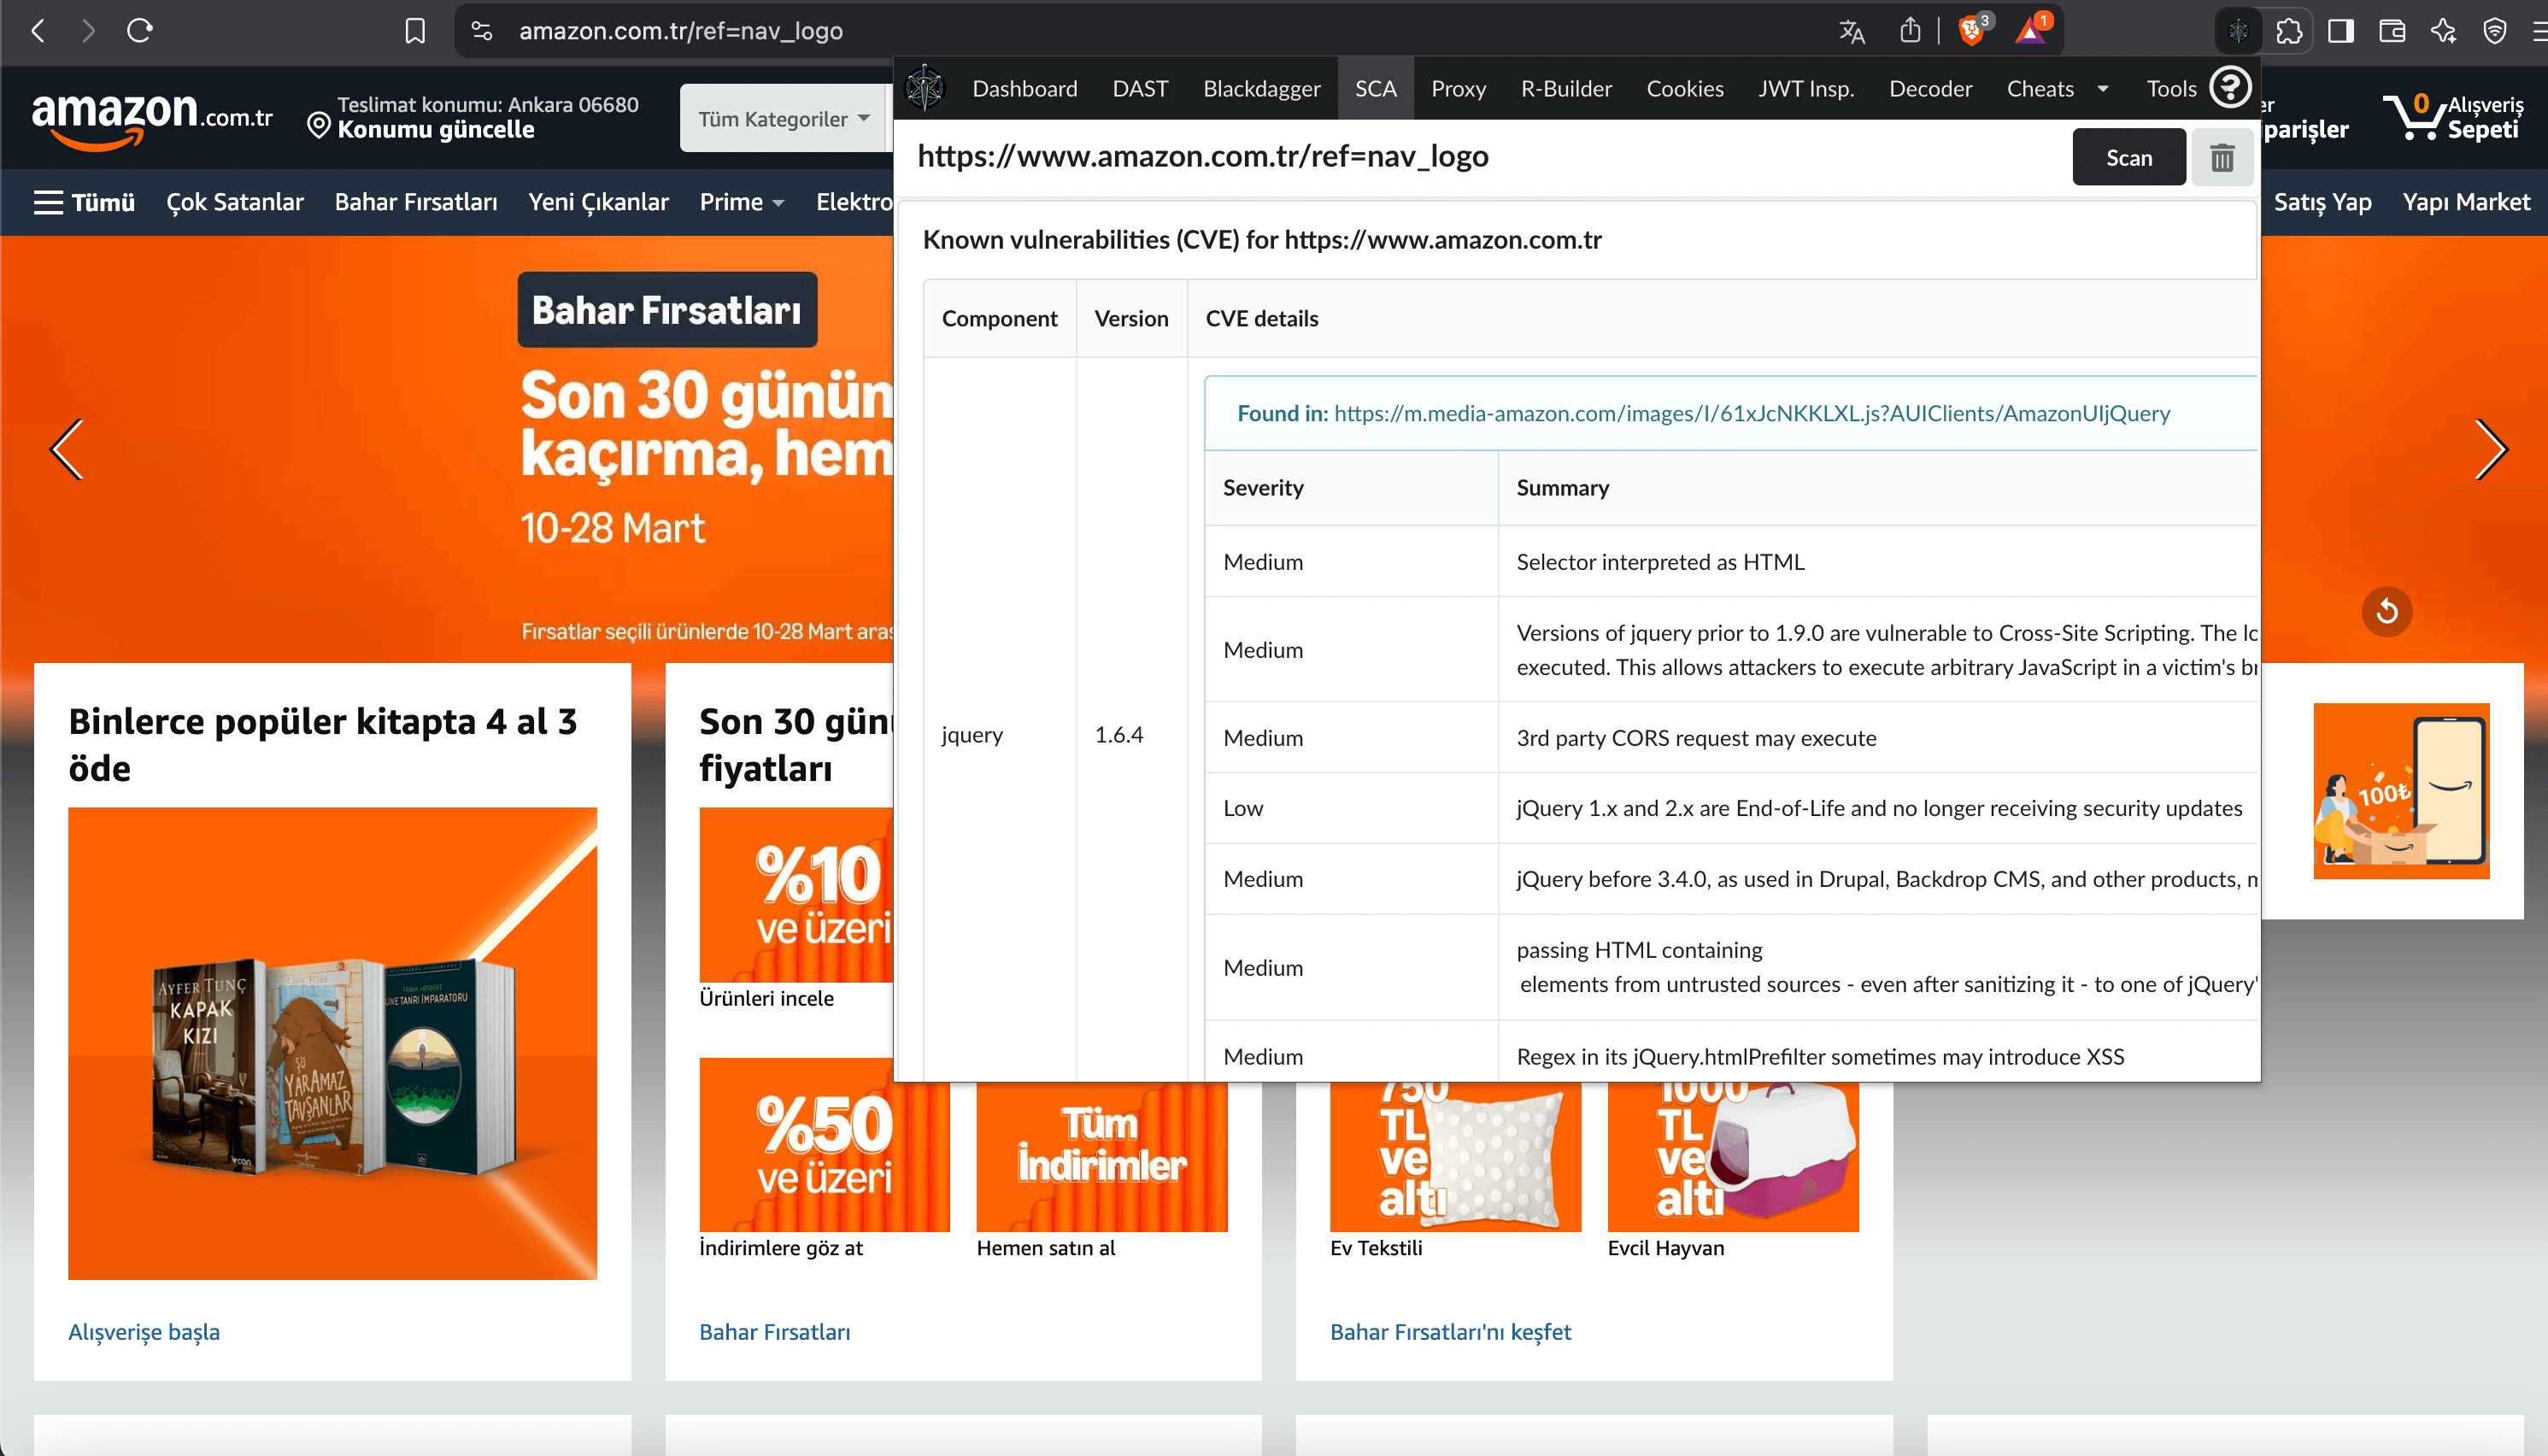 amazon.com.tr/ref=nav_logo
3
1
amazon.com.tr
Teslimat konumu: Ankara 06680
Konumu güncelle
Tüm Kategoriler
parişler
0
Alışveriş
Sepeti
Tümü
Çok Satanlar
Bahar Fırsatları
Yeni Çıkanlar
Prime
Elektro
Satış Yap
Yapı Market
Dashboard
DAST
Blackdagger
SCA
Proxy
R-Builder
Cookies
JWT Insp.
Decoder
Cheats
Tools
?
https://www.amazon.com.tr/ref=nav_logo
Scan
Known vulnerabilities (CVE) for https://www.amazon.com.tr
Component
Version
CVE details
jquery
1.6.4
Found in: https://m.media-amazon.com/images/I/61xJcNKKLXL.js?AUIClients/AmazonUIjQuery
Severity
Summary
Medium
Selector interpreted as HTML
Medium
Versions of jquery prior to 1.9.0 are vulnerable to Cross-Site Scripting. The lo
executed. This allows attackers to execute arbitrary JavaScript in a victim's br
Medium
3rd party CORS request may execute
Low
jQuery 1.x and 2.x are End-of-Life and no longer receiving security updates
Medium
jQuery before 3.4.0, as used in Drupal, Backdrop CMS, and other products, m
Medium
passing HTML containing
elements from untrusted sources - even after sanitizing it - to one of jQuery'
Medium
Regex in its jQuery.htmlPrefilter sometimes may introduce XSS
Bahar Fırsatları
Son 30 günün
kaçırma, hem
10-28 Mart
Fırsatlar seçili ürünlerde 10-28 Mart aras
Binlerce popüler kitapta 4 al 3
öde
AYFER TUNÇ
KAPAK
KIZI
can
ŞU
YARAMAZ
TAVŞANLAR
FRANK HERBERT
DUNE TANRI İMPARATORU
Alışverişe başla
Son 30 günü
fiyatları
%10
ve üzeri
Ürünleri incele
%50
ve üzeri
İndirimlere göz at
Tüm
İndirimler
Hemen satın al
Bahar Fırsatları
750
TL
ve
altı
Ev Tekstili
1000
TL
ve
altı
Evcil Hayvan
Bahar Fırsatları'nı keşfet
100₺